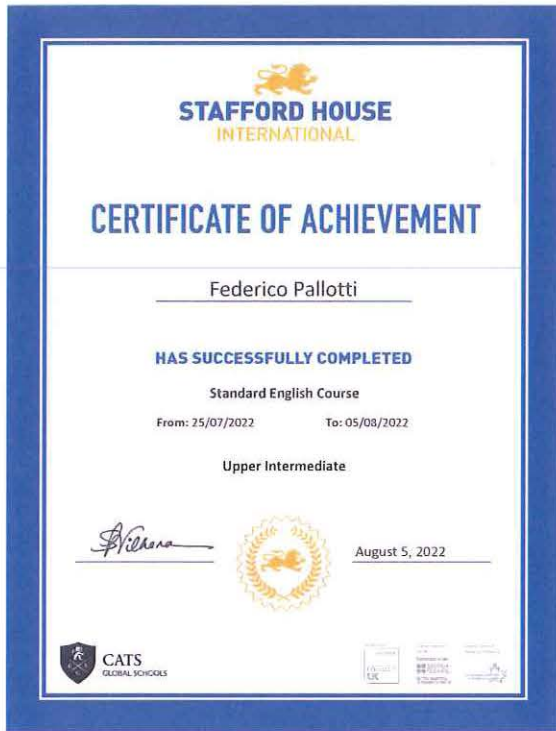 STAFFORD HOUSE
INTERNATIONAL
CERTIFICATE OF ACHIEVEMENT
Federico Pallotti
HAS SUCCESSFULLY COMPLETED
Standard English Course
From: 25/07/2022 To: 05/08/2022
Upper Intermediate
August 5, 2022
CATS
GLOBAL SCHOOLS
UK